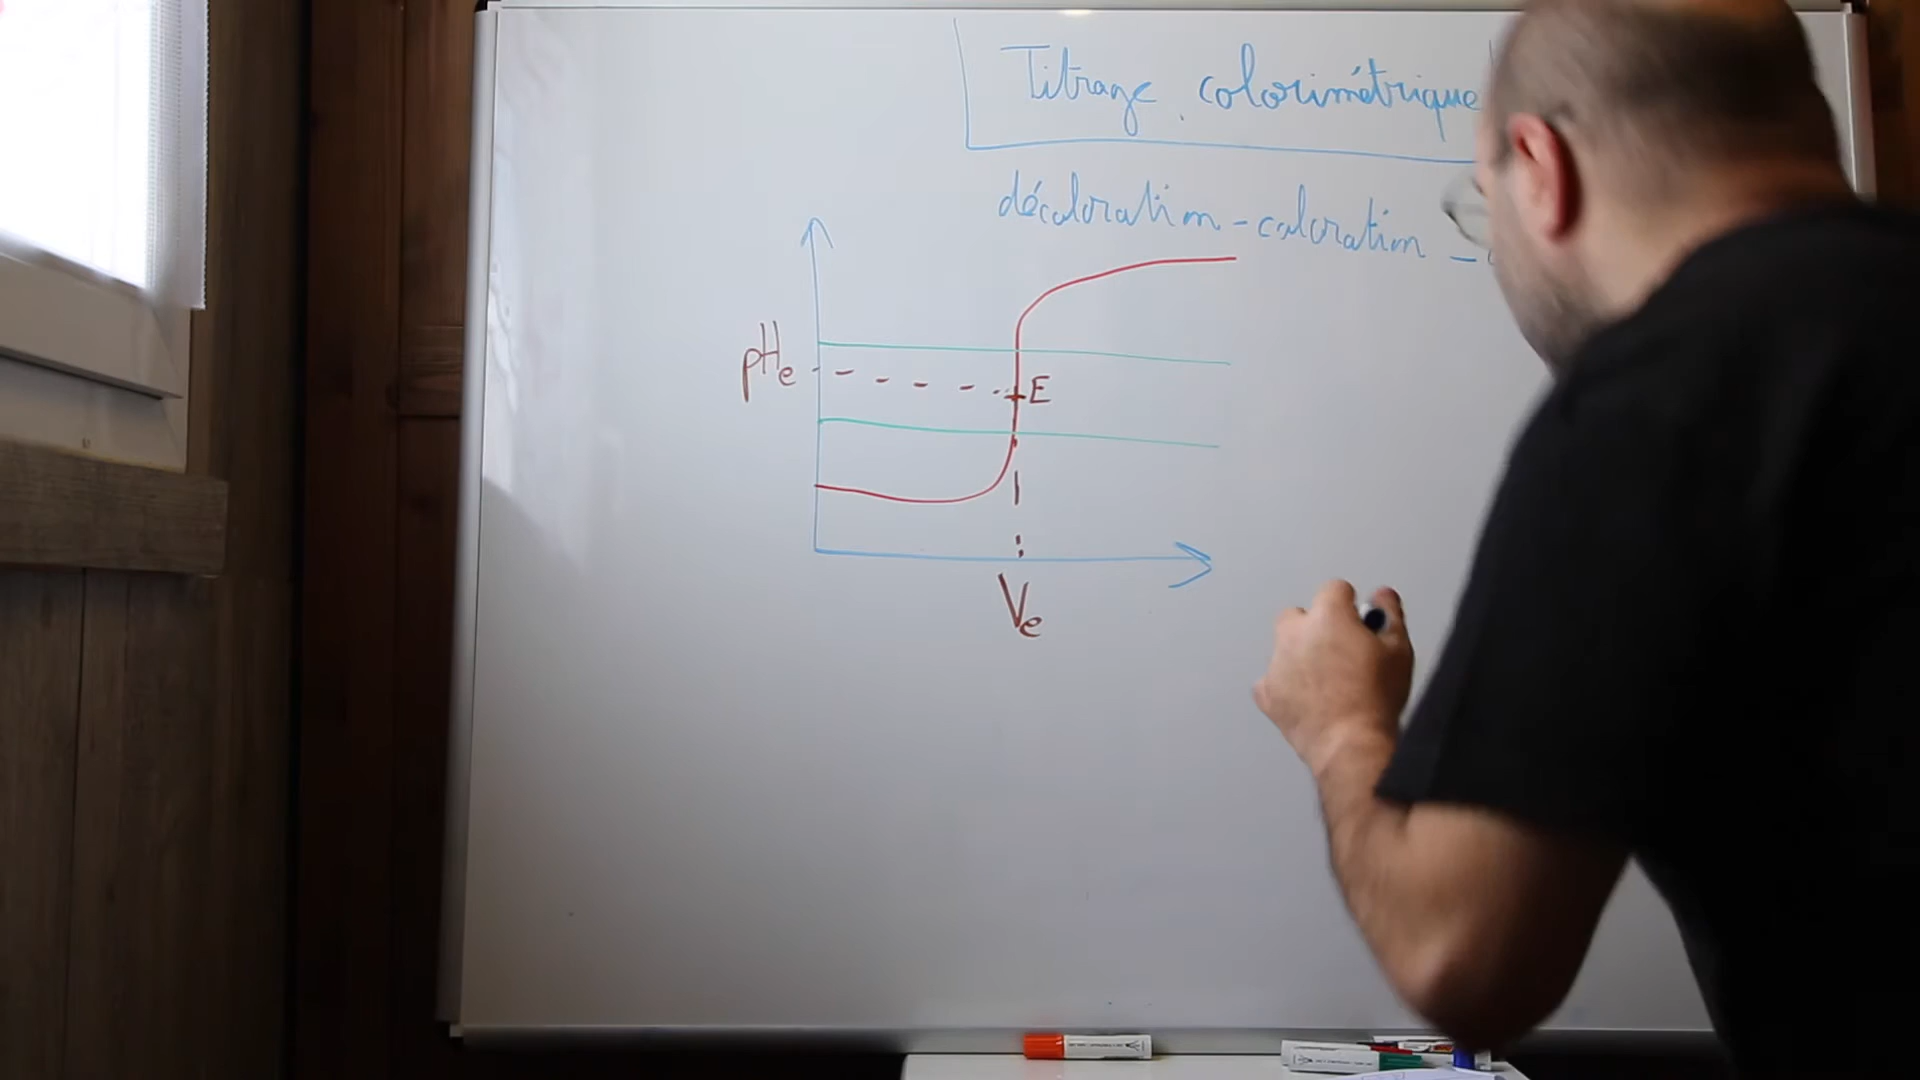 Titrage colorimétrique
décoloration - coloration -
pHe
E
Ve